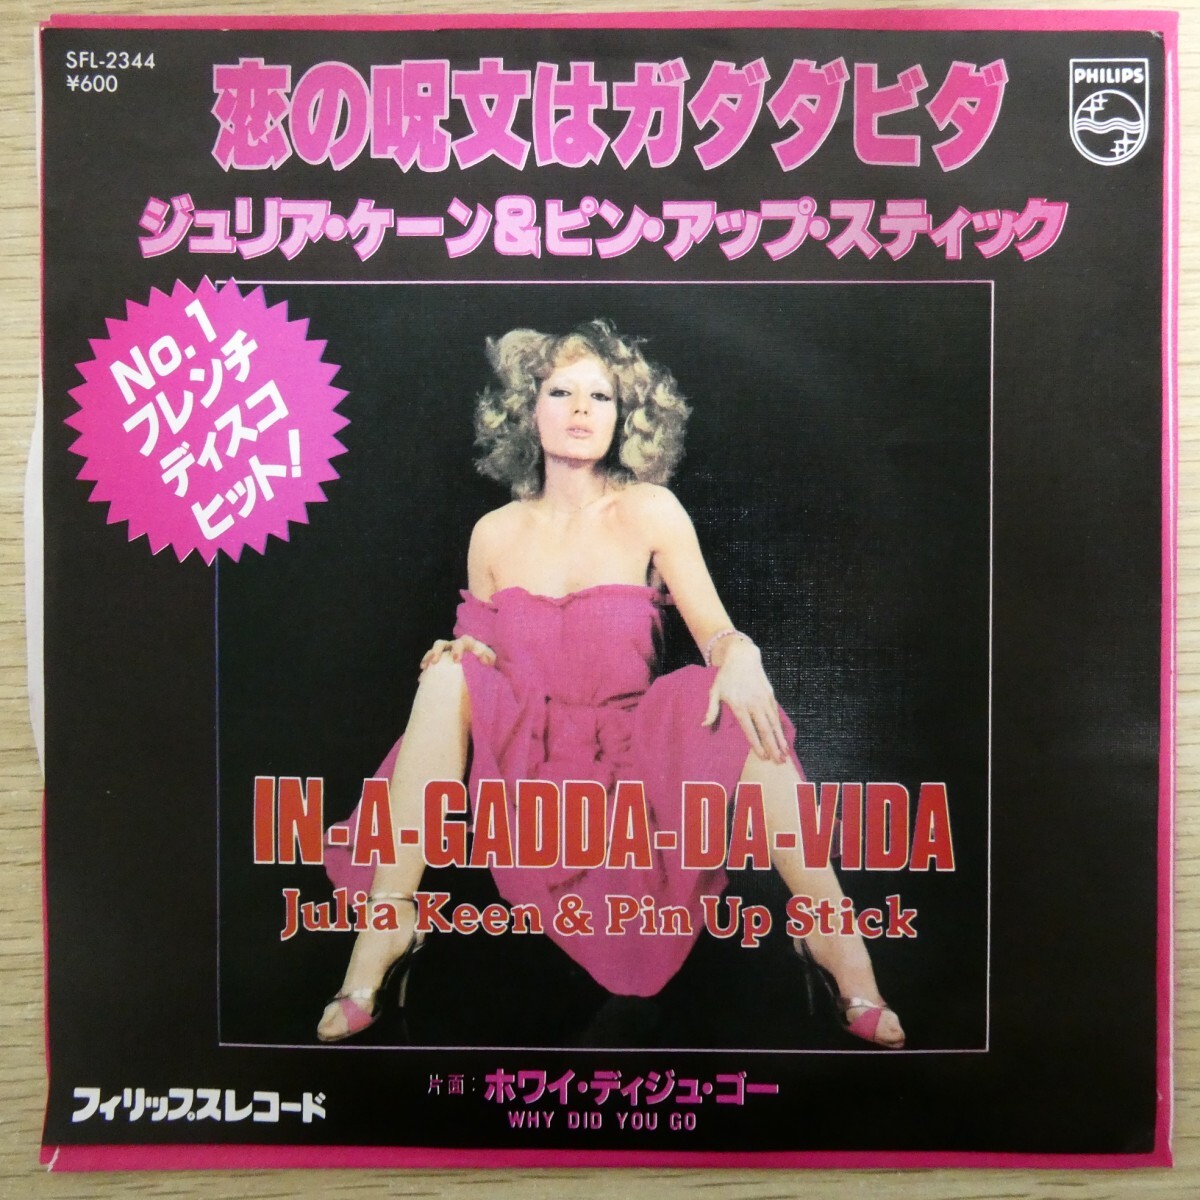 SFL-2344
¥600
恋の呪文はガダダビダ
PHILIPS
ジュリア・ケーン&ピン・アップ・スティック
No.1
フレンチ
ディスコ
ヒット!
IN-A-GADDA-DA-VIDA
Julia Keen & Pin Up Stick
片面:ホワイ・ディジュ・ゴー
WHY DID YOU GO
フィリップスレコード